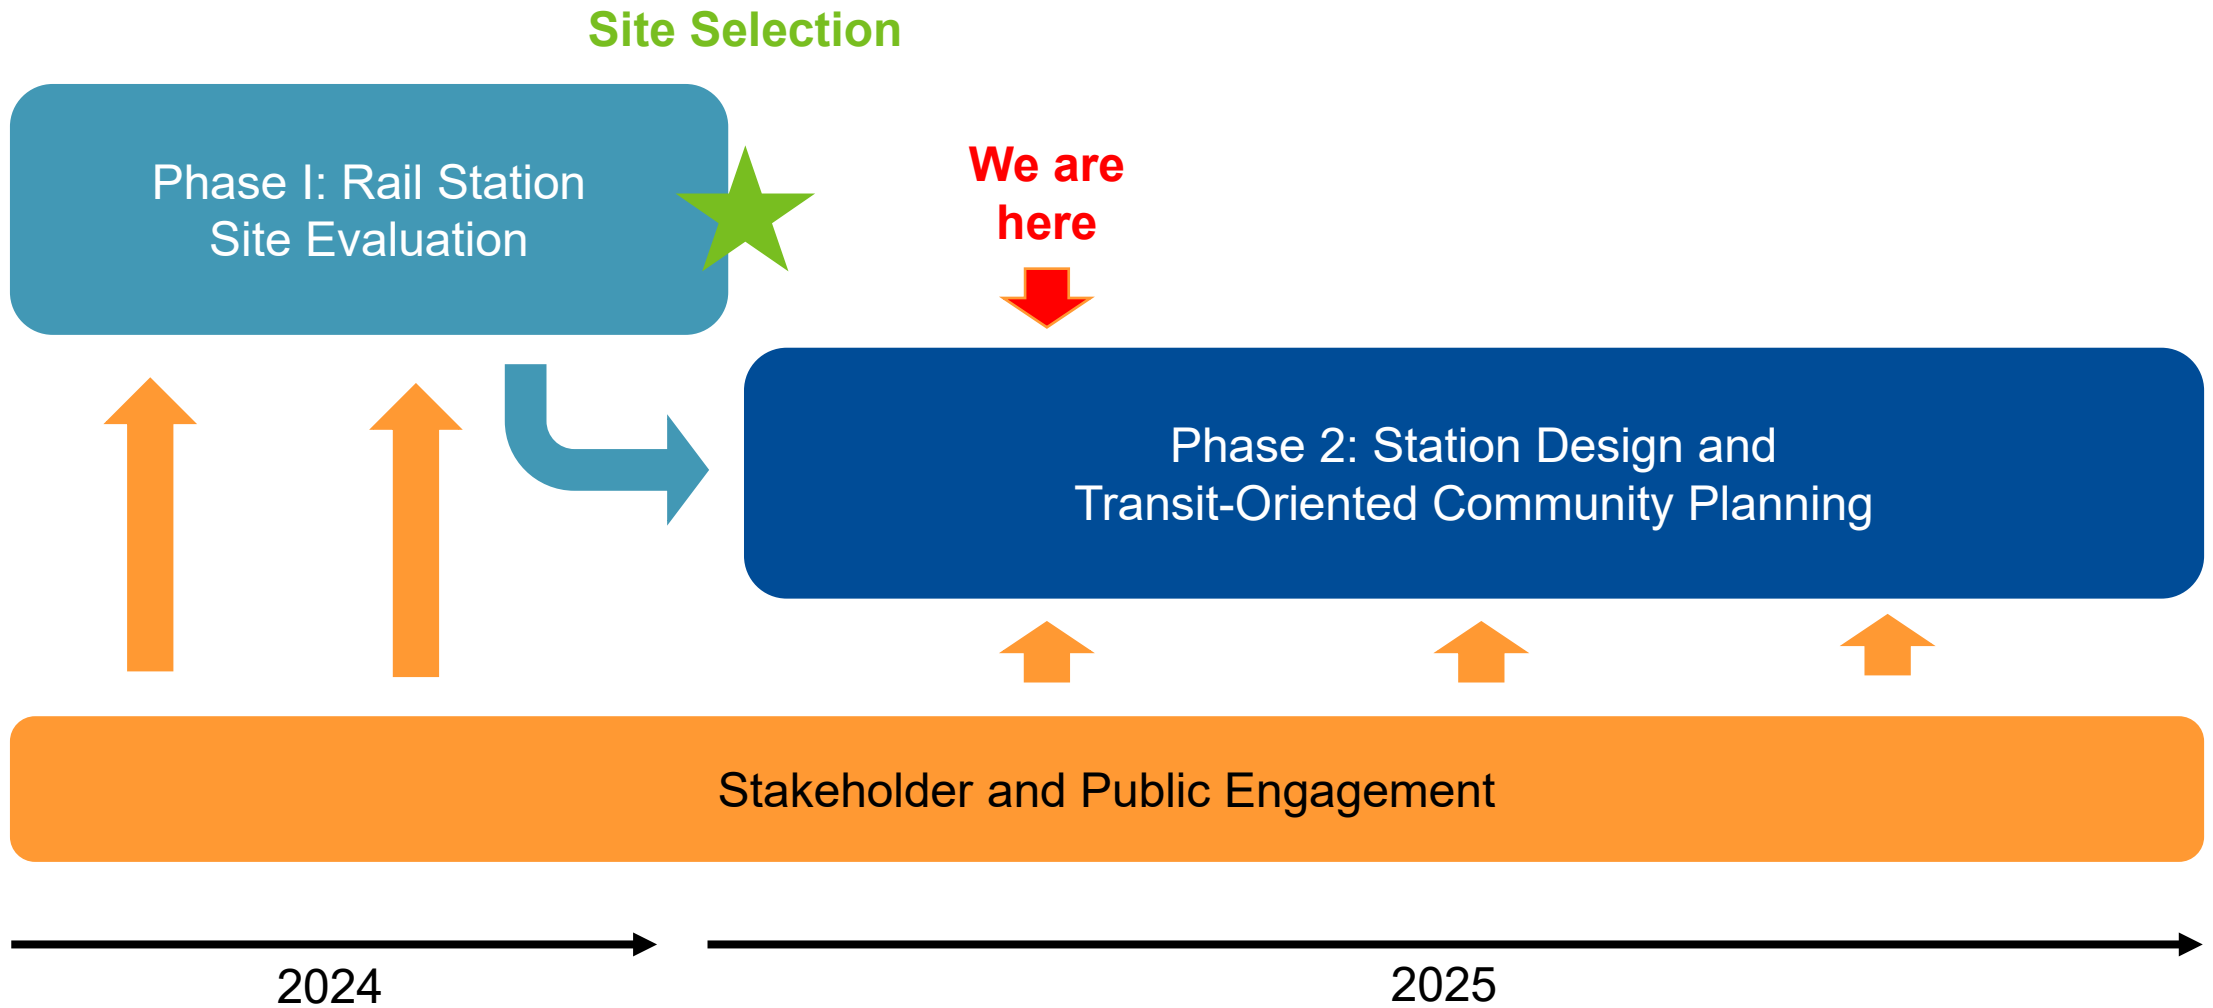 Site Selection
Phase I: Rail Station
Site Evaluation
We are
here
Phase 2: Station Design and
Transit-Oriented Community Planning
Stakeholder and Public Engagement
2024
2025